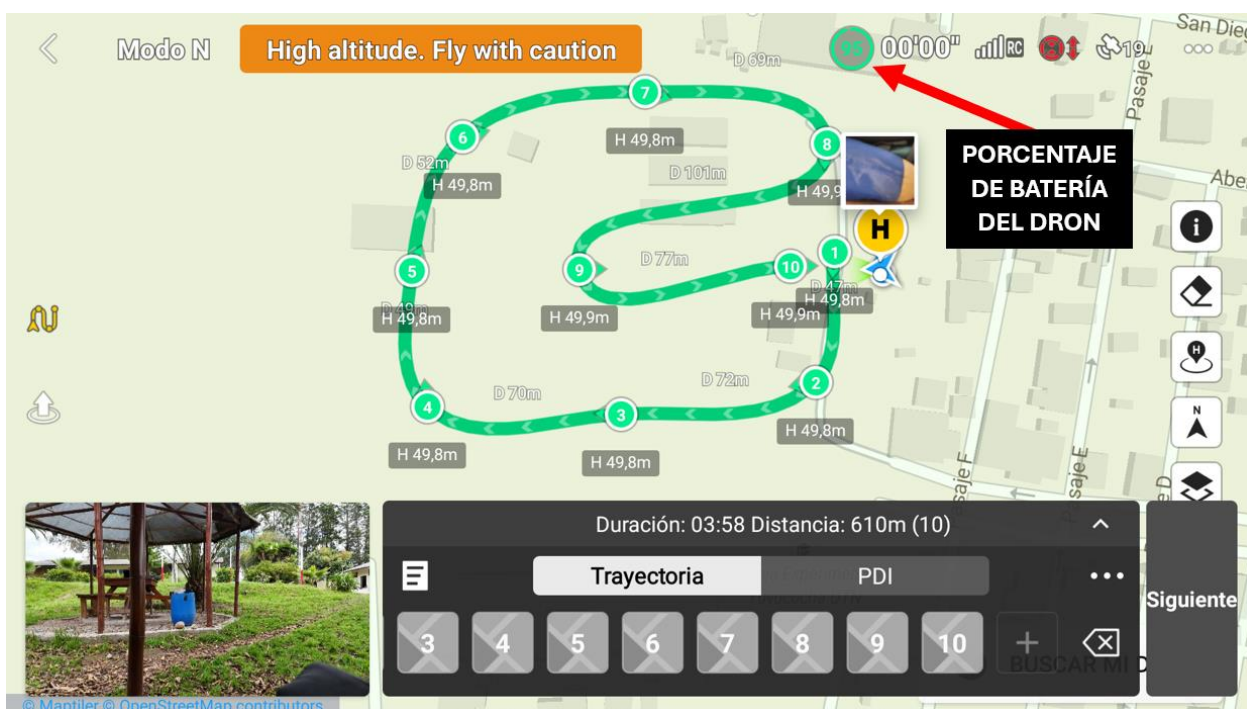 San Dieg
Modo N
High altitude. Fly with caution
95
00'00"
RC
19
D 69m
Pasaje
7
6
8
H 49,8m
D 52m
D 101m
H 49,8m
H 49,9
PORCENTAJE
DE BATERÍA
DEL DRON
Abe
H
1
D 77m
5
9
10
D 47m
H 49,8m
D 49m
H 49,8m
H 49,9m
H 49,9m
H
D 70m
D 72m
2
4
3
N
H 49,8m
H 49,8m
H 49,8m
Pasaje F
Pasaje E
e D
Duración: 03:58 Distancia: 610m (10)
Trayectoria
PDI
Siguiente
3
4
5
6
7
8
9
10
+
BUSCAR MI D
© Maptiler © OpenStreetMap contributors